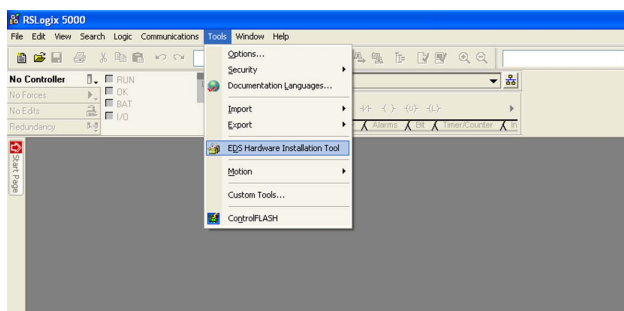 RSLogix 5000
File Edit View Search Logic Communications Tools Window Help
Options...
Security
Documentation Languages...
Import
Export
EDS Hardware Installation Tool
Motion
Custom Tools...
ControlFLASH
No Controller
RUN
No Forces
OK
No Edits
BAT
Redundancy
I/O
Alarms Bit Timer/Counter In
Start Page